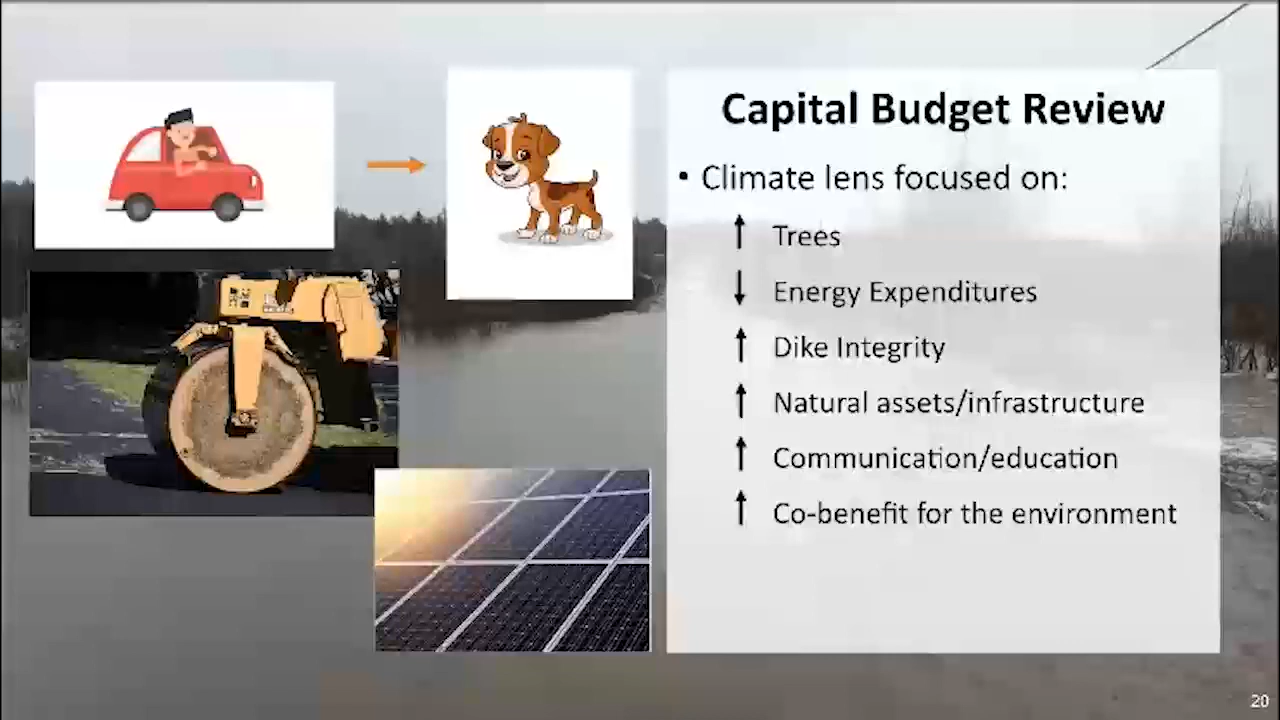 Capital Budget Review
• Climate lens focused on:
↑ Trees
↓ Energy Expenditures
↑ Dike Integrity
↑ Natural assets/infrastructure
↑ Communication/education
↑ Co-benefit for the environment
20